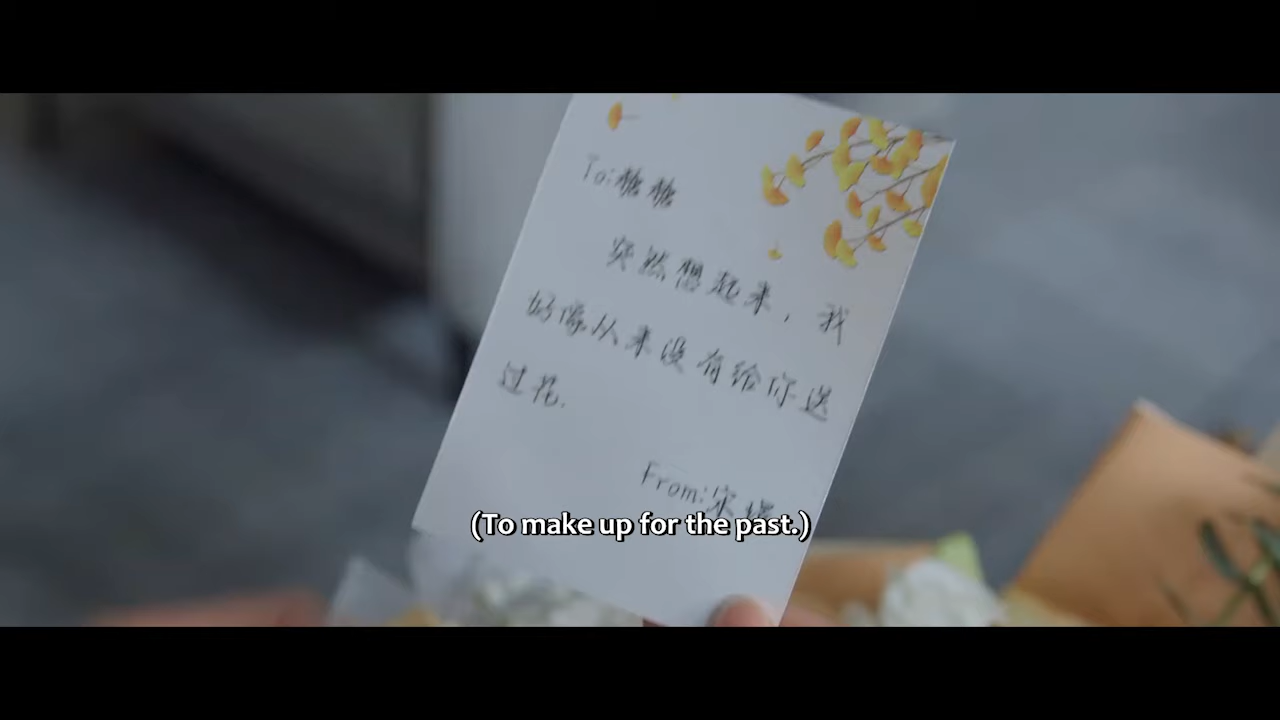 To:糖糖
突然想起来，我
好像从来没有给你送
过花.
From:宋
(To make up for the past.)